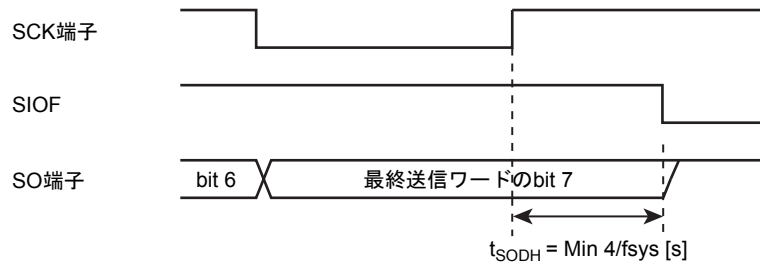 SCK端子
SIOF
SO端子
bit 6
最終送信ワードのbit 7
tSODH = Min 4/fsys [s]